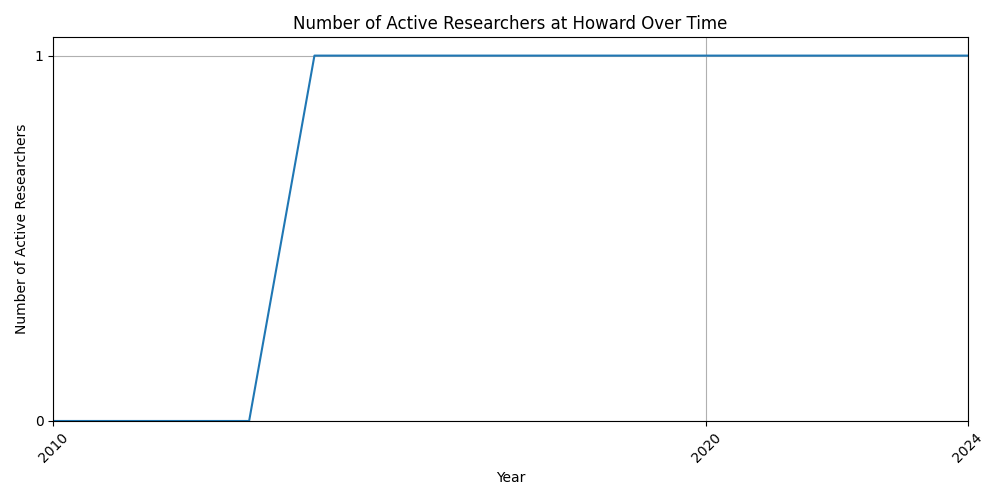 Number of Active Researchers at Howard Over Time
Number of Active Researchers
1
0
2010
2020
2024
Year